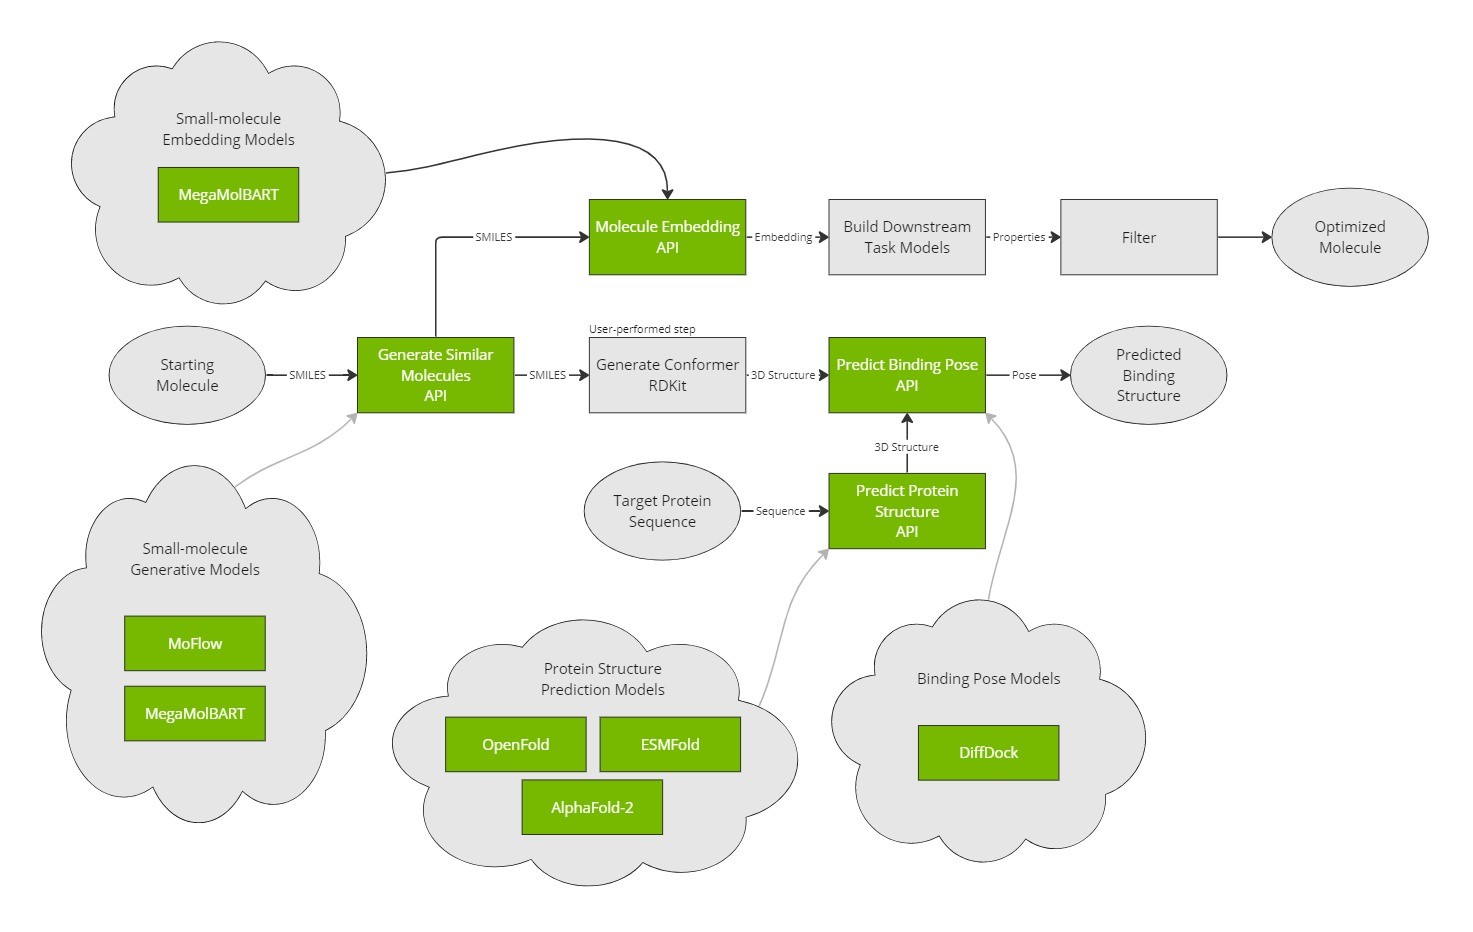 Small-molecule
Embedding Models
MegaMolBART
SMILES
Molecule Embedding
API
Embedding
Build Downstream
Task Models
Properties
Filter
Optimized
Molecule
Starting
Molecule
SMILES
Generate Similar
Molecules
API
SMILES
User-performed step
Generate Conformer
RDKit
3D Structure
Predict Binding Pose
API
Pose
Predicted
Binding
Structure
3D Structure
Target Protein
Sequence
Sequence
Predict Protein
Structure
API
Small-molecule
Generative Models
MoFlow
MegaMolBART
Protein Structure
Prediction Models
OpenFold
ESMFold
AlphaFold-2
Binding Pose Models
DiffDock